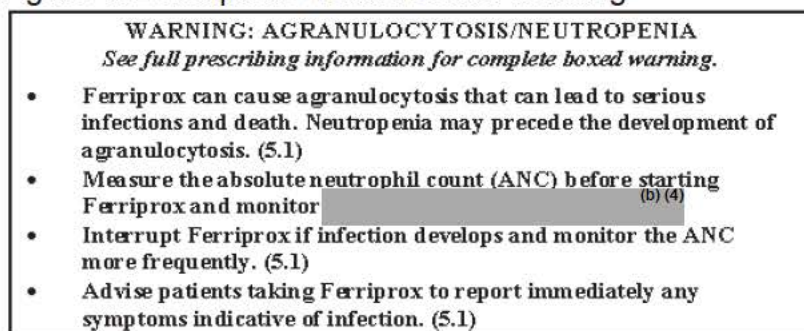 WARNING: AGRANULOCYTOSIS/NEUTROPENIA
See full prescribing information for complete boxed warning.
• Ferriprox can cause agranulocytosis that can lead to serious
infections and death. Neutropenia may precede the development of
agranulocytosis. (5.1)
• Measure the absolute neutrophil count (ANC) before starting
Ferriprox and monitor (b) (4)
• Interrupt Ferriprox if infection develops and monitor the ANC
more frequently. (5.1)
• Advise patients taking Ferriprox to report immediately any
symptoms indicative of infection. (5.1)